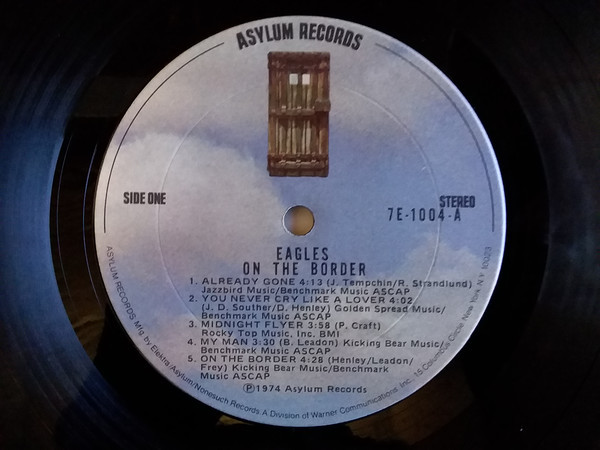 ASYLUM RECORDS
SIDE ONE
STEREO
7E-1004-A
EAGLES
ON THE BORDER
1. ALREADY GONE 4:13 (J. Tempchin/R. Strandlund)
Jazzbird Music/Benchmark Music ASCAP
2. YOU NEVER CRY LIKE A LOVER 4:02
(J. D. Souther/D. Henley) Golden Spread Music/
Benchmark Music ASCAP
3. MIDNIGHT FLYER 3:58 (P. Craft)
Rocky Top Music, Inc. BMI
4. MY MAN 3:30 (B. Leadon) Kicking Bear Music/
Benchmark Music ASCAP
5. ON THE BORDER 4:28 (Henley/Leadon/
Frey) Kicking Bear Music/Benchmark
Music ASCAP
Ⓟ1974 Asylum Records
ASYLUM RECORDS Mfg. by Elektra/Asylum/Nonesuch Records A Division of Warner Communications, Inc. 15 Columbus Circle New York N.Y. 10023